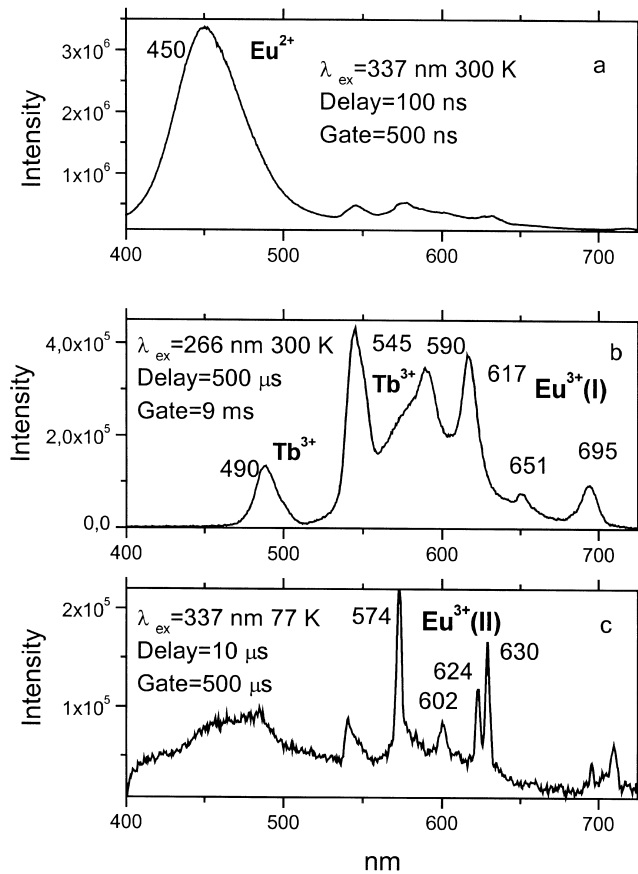 3x10⁶
2x10⁶
1x10⁶
Intensity
450
Eu²⁺
λ ex=337 nm 300 K
Delay=100 ns
Gate=500 ns
a
400
500
600
700
4,0x10⁵
2,0x10⁵
0,0
Intensity
λ ex=266 nm 300 K
Delay=500 μs
Gate=9 ms
490
Tb³⁺
545
590
Tb³⁺
617
Eu³⁺(I)
651
695
b
400
500
600
700
2x10⁵
1x10⁵
Intensity
λ ex=337 nm 77 K
Delay=10 μs
Gate=500 μs
574
Eu³⁺(II)
602
624
630
c
400
500
600
700
nm